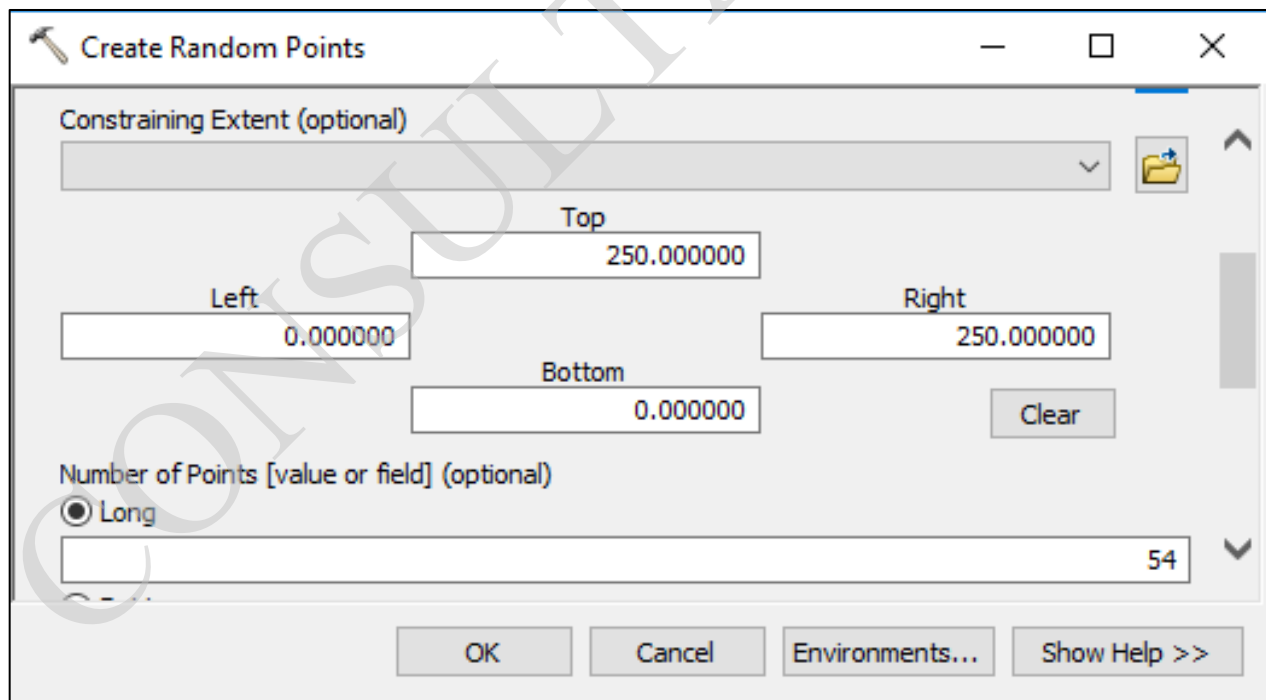 Create Random Points
Constraining Extent (optional)
Top
250.000000
Left
Right
0.000000
250.000000
Bottom
0.000000
Clear
Number of Points [value or field] (optional)
Long
54
OK
Cancel
Environments...
Show Help >>